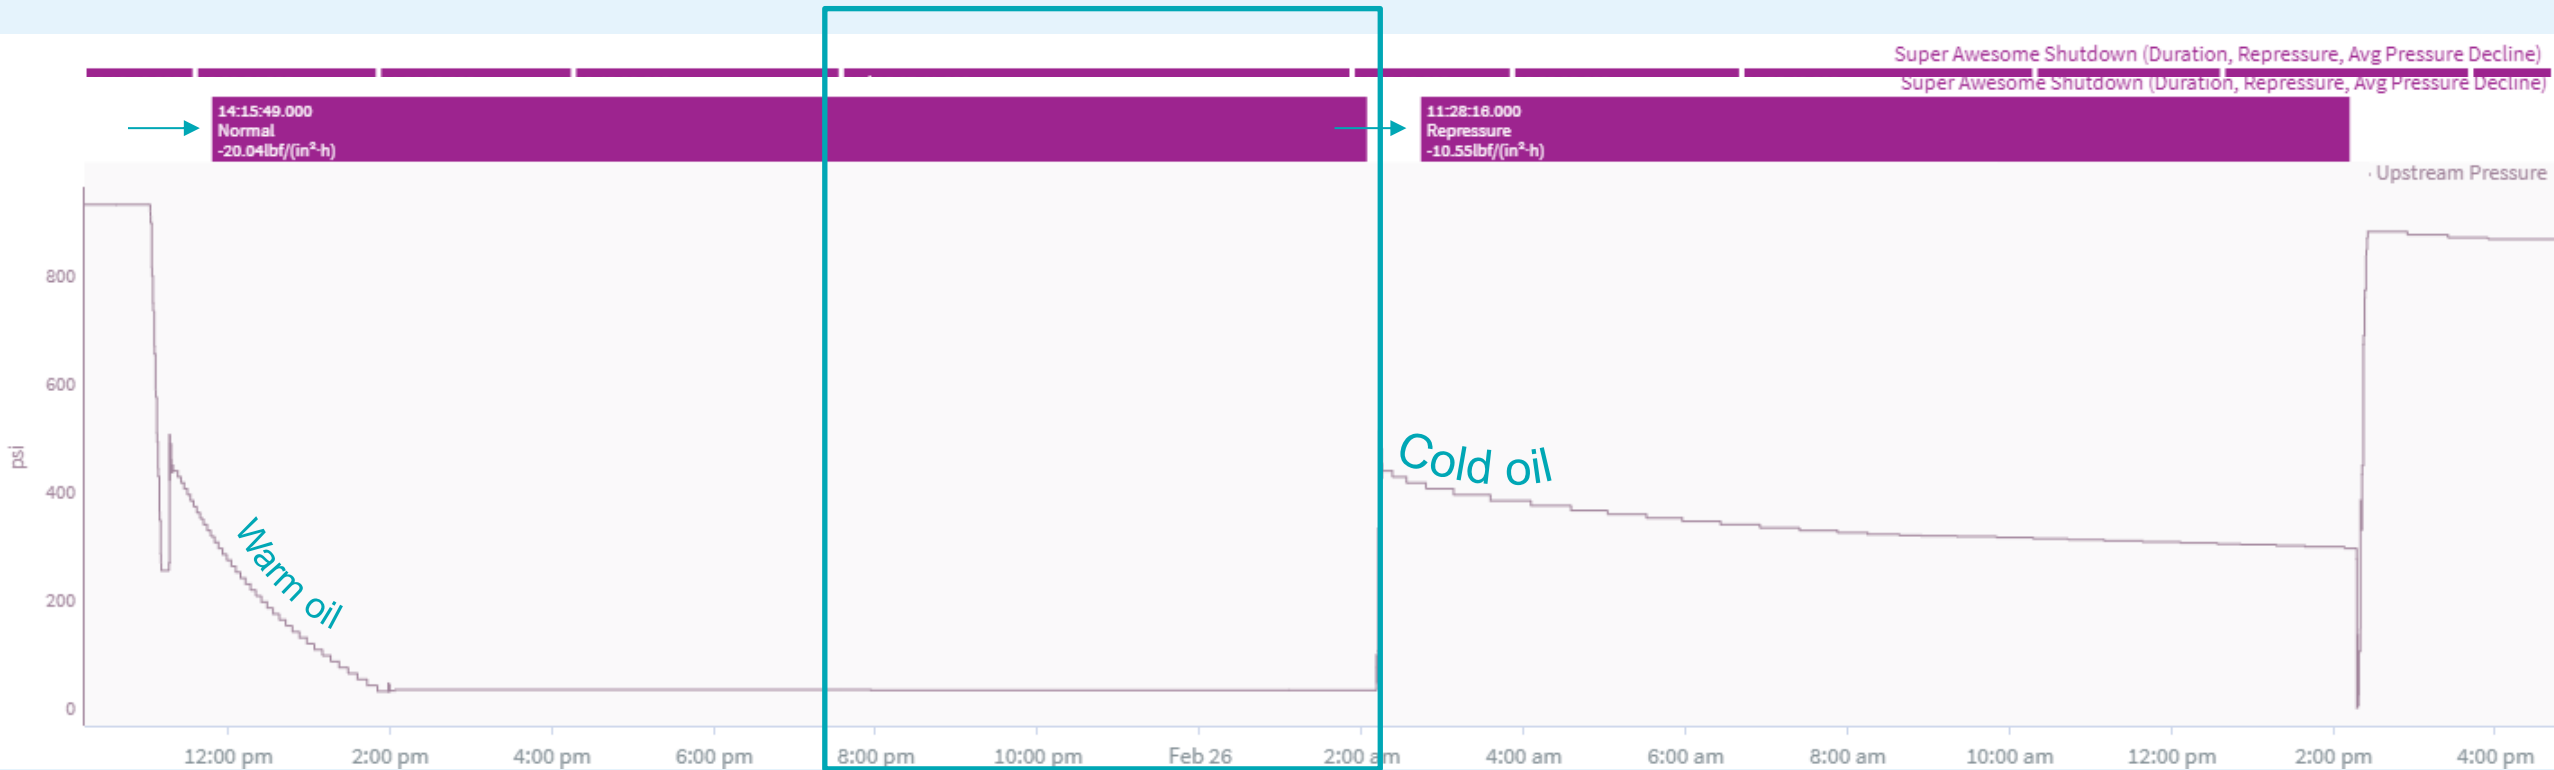 Super Awesome Shutdown (Duration, Repressure, Avg Pressure Decline)
Super Awesome Shutdown (Duration, Repressure, Avg Pressure Decline)
14:15:49.000
Normal
-20.04lbf/(in²·h)
11:28:16.000
Repressure
-10.55lbf/(in²·h)
Upstream Pressure
800
600
psi
400
200
0
Cold oil
Warm oil
12:00 pm 2:00 pm 4:00 pm 6:00 pm 8:00 pm 10:00 pm Feb 26 2:00 am 4:00 am 6:00 am 8:00 am 10:00 am 12:00 pm 2:00 pm 4:00 pm